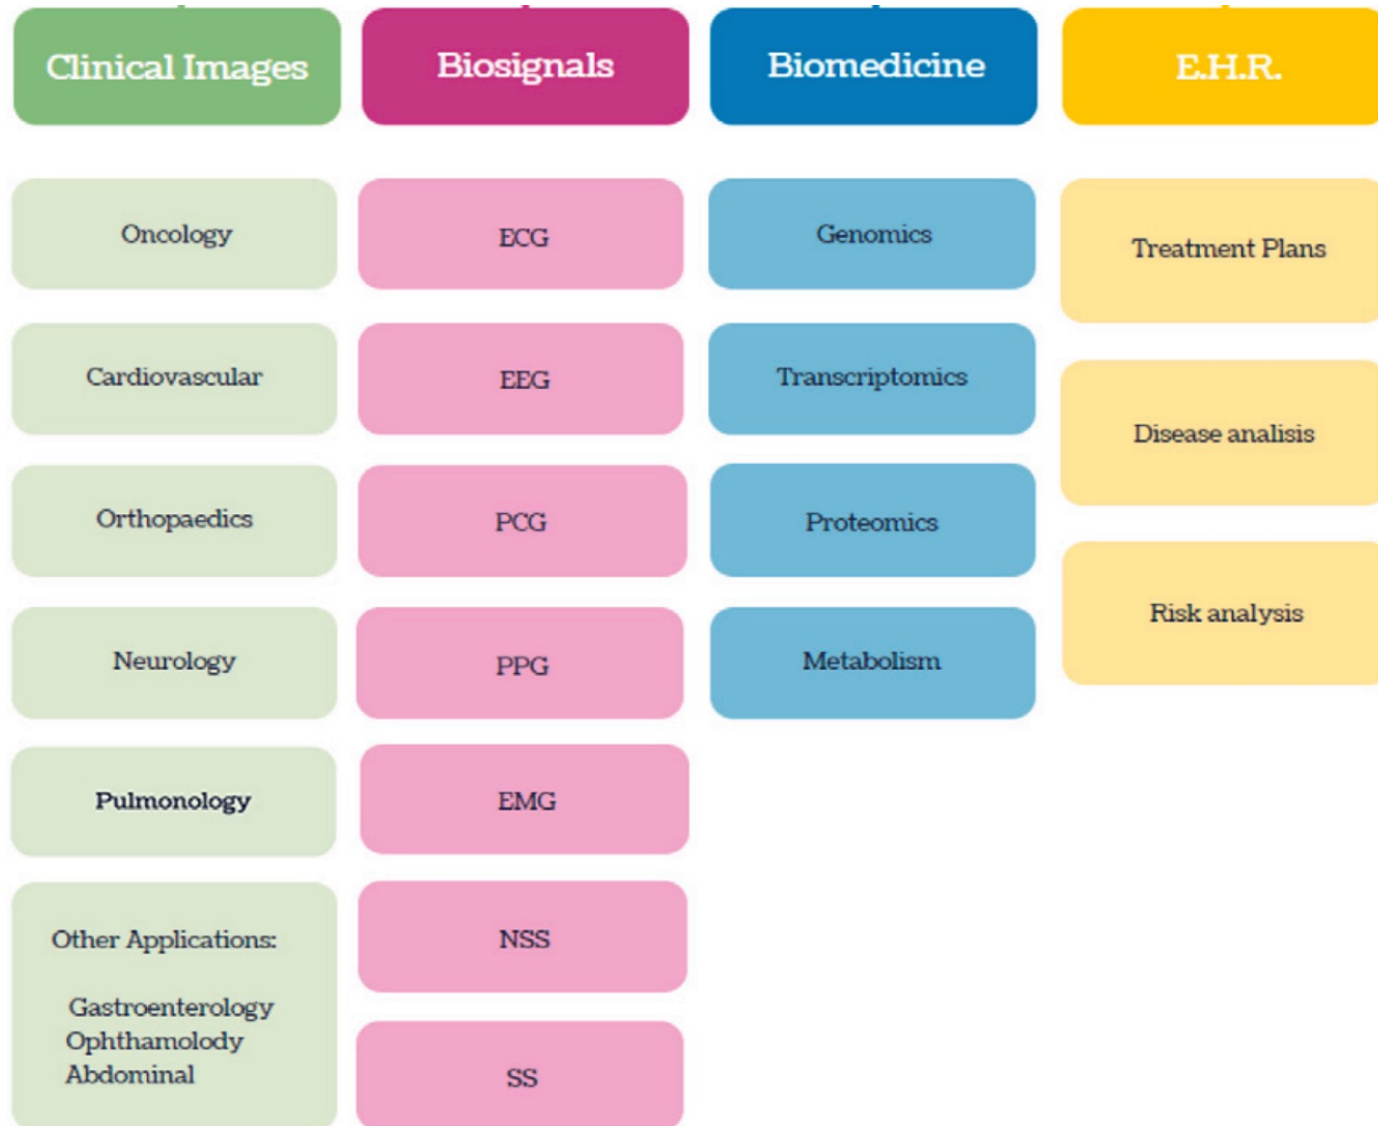 Clinical Images
Oncology
Cardiovascular
Orthopaedics
Neurology
Pulmonology
Other Applications:
Gastroenterology
Ophthamolody
Abdominal
Biosignals
ECG
EEG
PCG
PPG
EMG
NSS
SS
Biomedicine
Genomics
Transcriptomics
Proteomics
Metabolism
E.H.R.
Treatment Plans
Disease analisis
Risk analysis